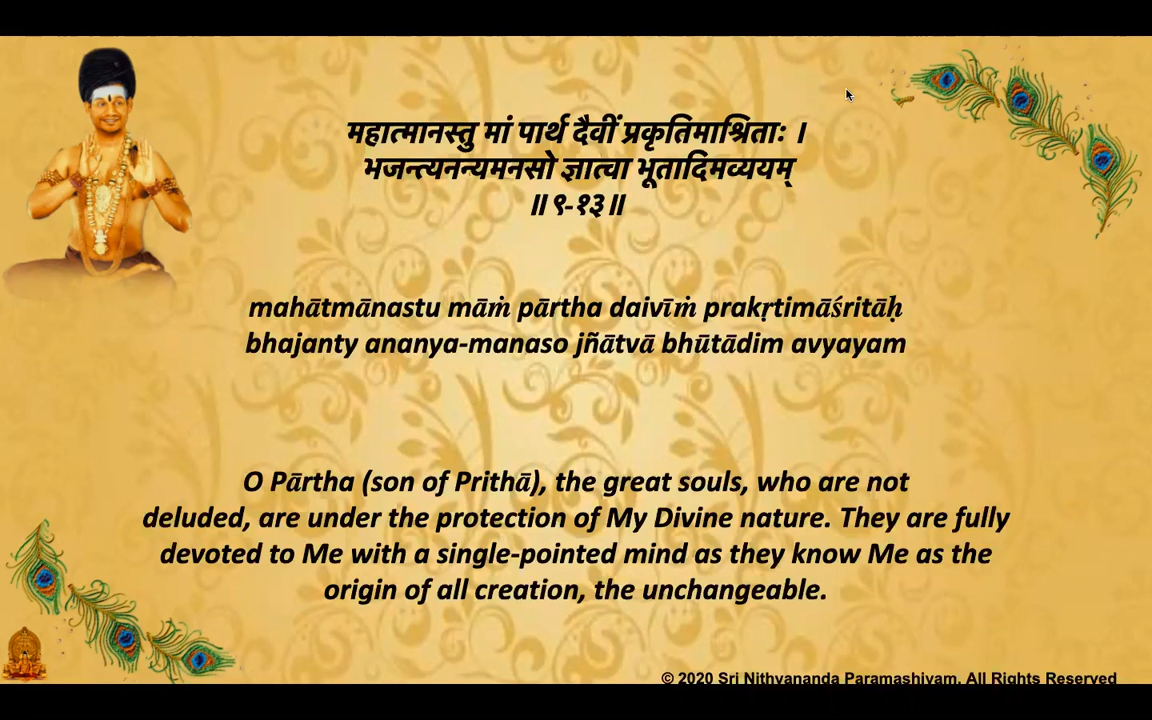 महात्मानस्तु मां पार्थ दैवीं प्रकृतिमाश्रिताः ।
भजन्त्यनन्यमनसो ज्ञात्वा भूतादिमव्ययम्
॥ ९-१३ ॥
mahātmānastu māṁ pārtha daivīṁ prakṛtimāśritāḥ
bhajanty ananya-manaso jñātvā bhūtādim avyayam
O Pārtha (son of Prithā), the great souls, who are not
deluded, are under the protection of My Divine nature. They are fully
devoted to Me with a single-pointed mind as they know Me as the
origin of all creation, the unchangeable.
© 2020 Sri Nithyananda Paramashivam. All Rights Reserved